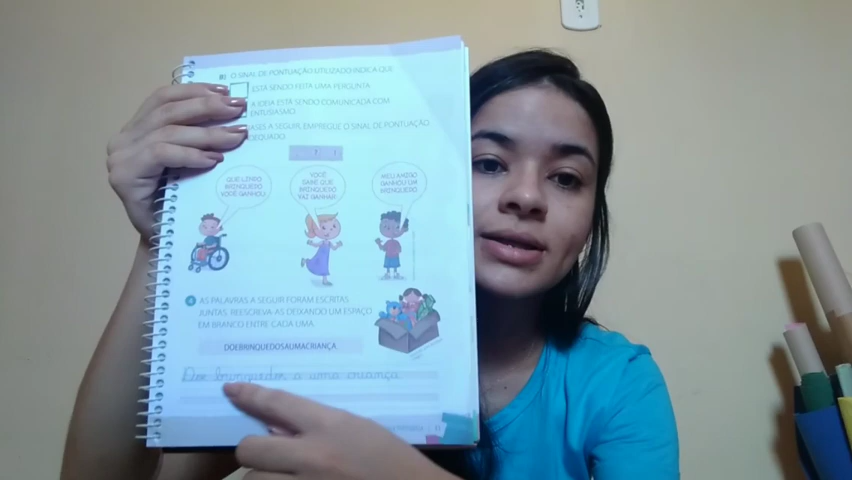 B) O SINAL DE PONTUAÇÃO UTILIZADO INDICA QUE
ESTÁ SENDO FEITA UMA PERGUNTA.
A IDEIA ESTÁ SENDO COMUNICADA COM
ENTUSIASMO.
A SEGUIR, EMPREGUE O SINAL DE PONTUAÇÃO
QUE LINDO
BRINQUEDO
VOCÊ GANHOU
VOCÊ
SABE QUE
BRINQUEDO
VAI GANHAR
MEU AMIGO
GANHOU UM
BRINQUEDO
4 AS PALAVRAS A SEGUIR FORAM ESCRITAS
JUNTAS. REESCREVA-AS DEIXANDO UM ESPAÇO
EM BRANCO ENTRE CADA UMA.
DOEBRINQUEDOSAUMACRIANÇA
Doe brinquedos a uma criança